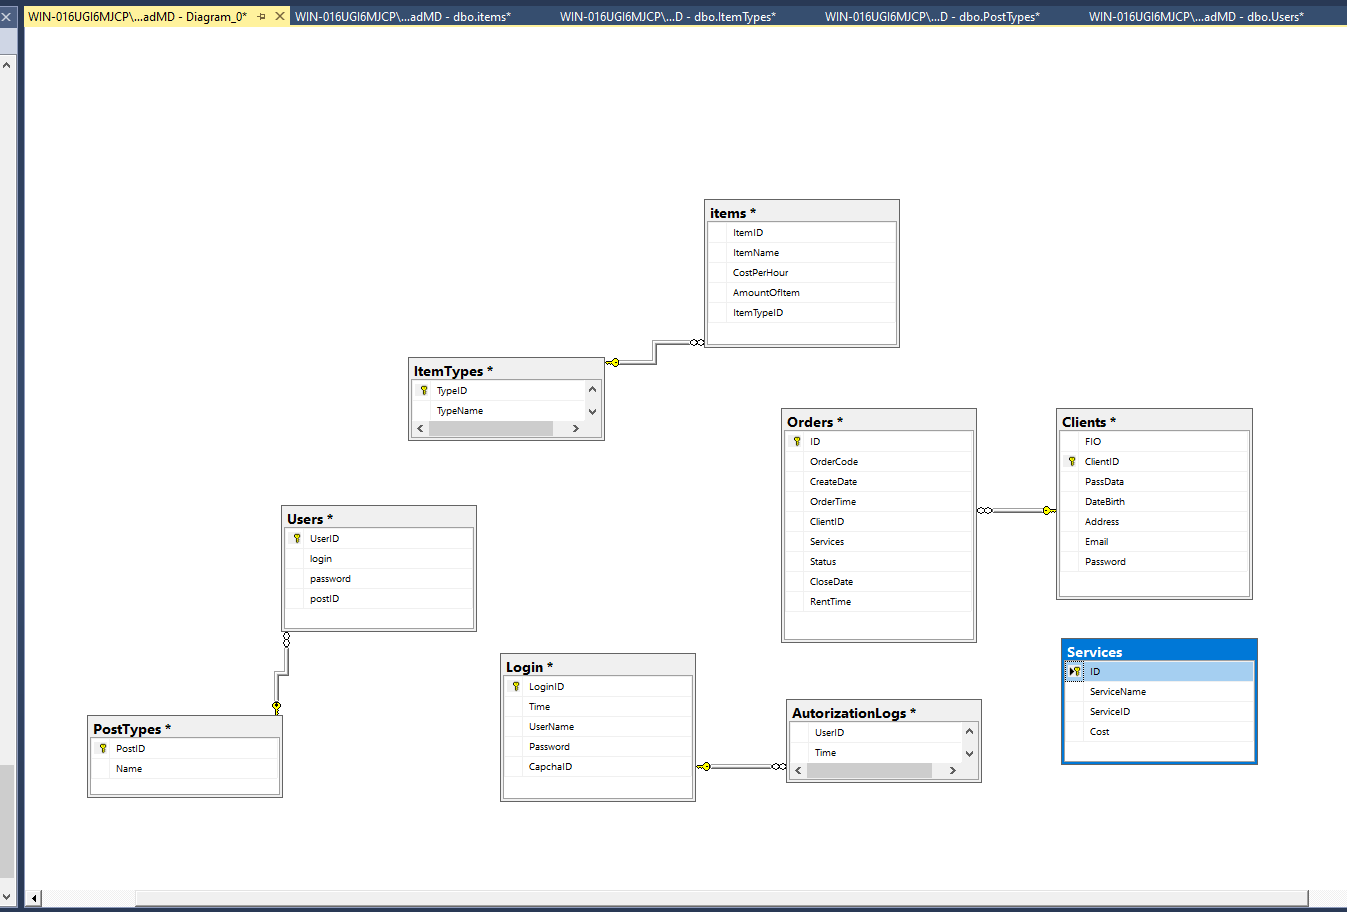 WIN-016UGI6MJCP\...adMD - Diagram_0*
WIN-016UGI6MJCP\...adMD - dbo.items*
WIN-016UGI6MJCP\...D - dbo.ItemTypes*
WIN-016UGI6MJCP\...D - dbo.PostTypes*
WIN-016UGI6MJCP\...adMD - dbo.Users*
items *
ItemID
ItemName
CostPerHour
AmountOfItem
ItemTypeID
ItemTypes *
TypeID
TypeName
Orders *
ID
OrderCode
CreateDate
OrderTime
ClientID
Services
Status
CloseDate
RentTime
Clients *
FIO
ClientID
PassData
DateBirth
Address
Email
Password
Users *
UserID
login
password
postID
Services
ID
ServiceName
ServiceID
Cost
Login *
LoginID
Time
UserName
Password
CapchaID
AutorizationLogs *
UserID
Time
PostTypes *
PostID
Name